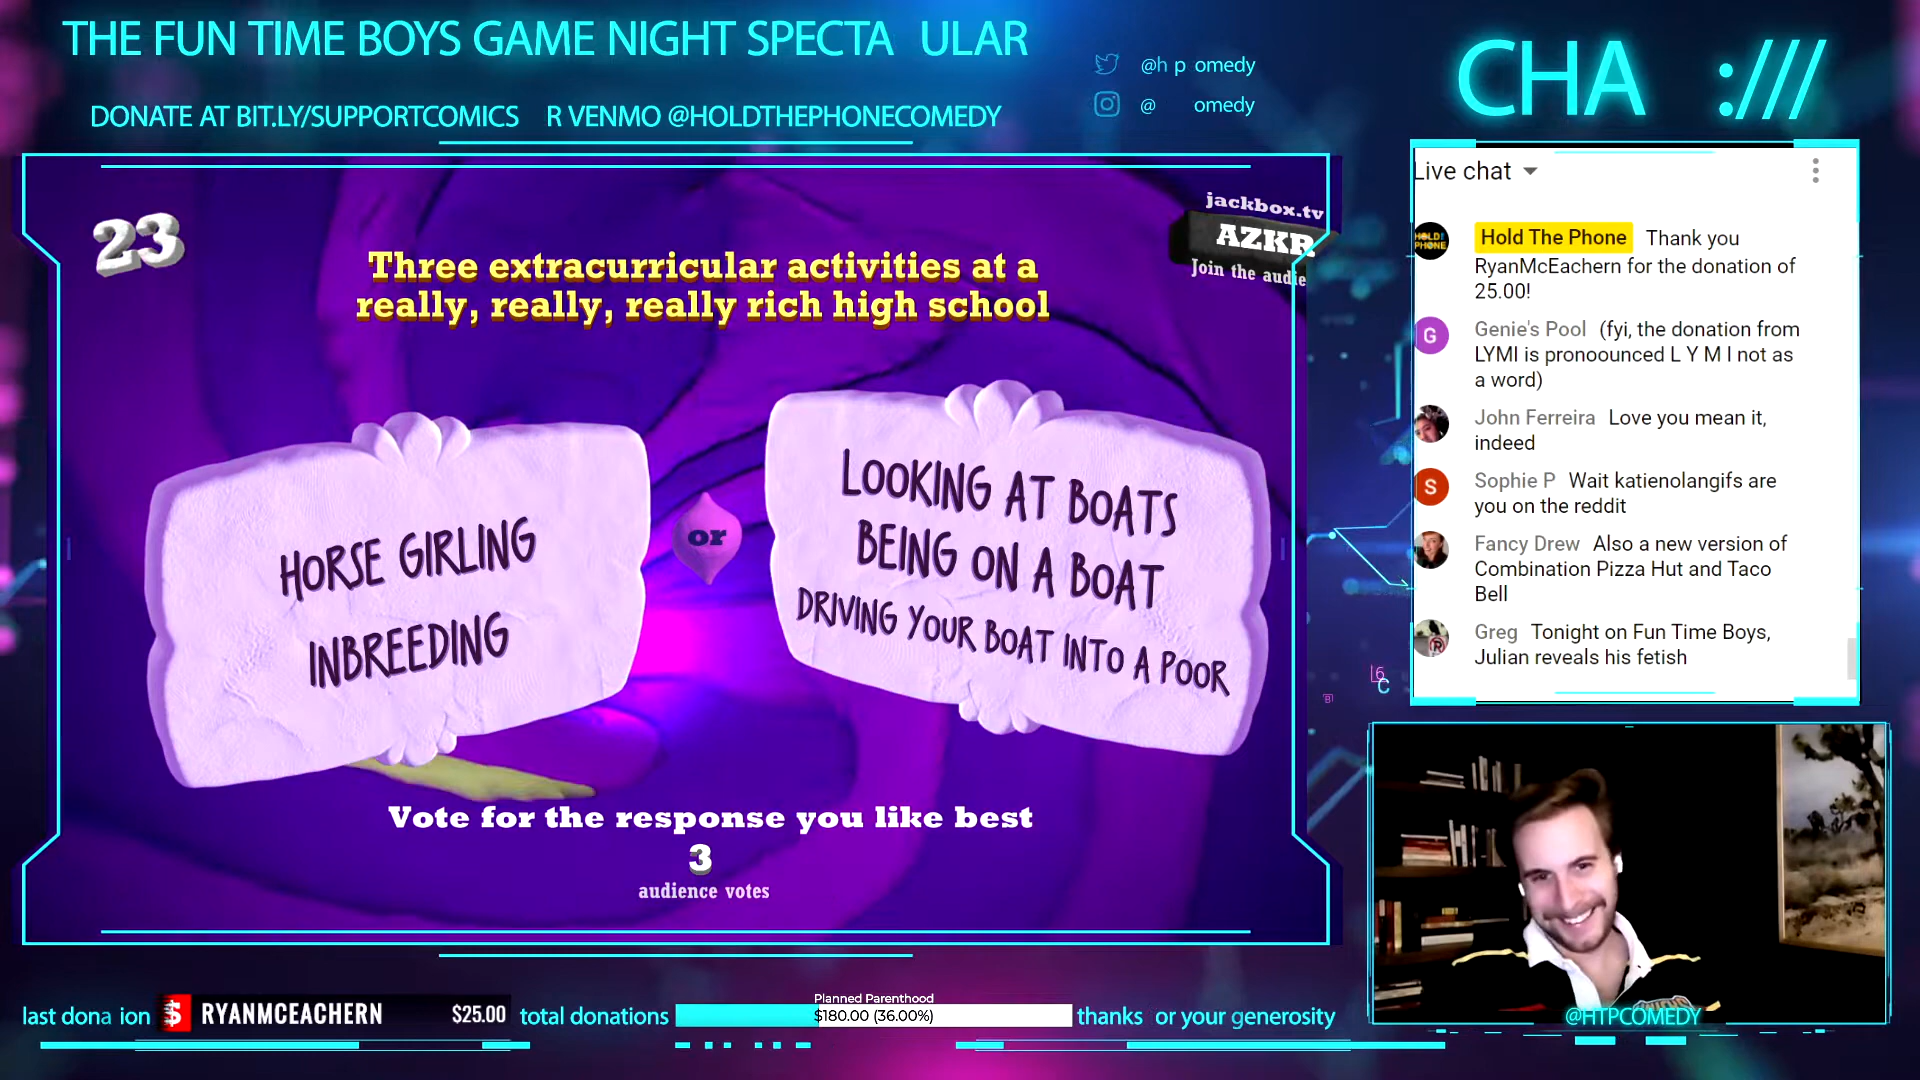 THE FUN TIME BOYS GAME NIGHT SPECTA ULAR
DONATE AT BIT.LY/SUPPORTCOMICS R VENMO @HOLDTHEPHONECOMEDY
@h p omedy
@ omedy
CHA :///
23
jackbox.tv
AZKR
Join the audie
Three extracurricular activities at a
really, really, really rich high school
HORSE GIRLING
INBREEDING
or
LOOKING AT BOATS
BEING ON A BOAT
DRIVING YOUR BOAT INTO A POOR
Vote for the response you like best
3
audience votes
Live chat
HOLD!
PHONE
Hold The Phone Thank you
RyanMcEachern for the donation of
25.00!
G
Genie's Pool (fyi, the donation from
LYMI is pronoounced L Y M I not as
a word)
John Ferreira Love you mean it,
indeed
S
Sophie P Wait katienolangifs are
you on the reddit
Fancy Drew Also a new version of
Combination Pizza Hut and Taco
Bell
Greg Tonight on Fun Time Boys,
Julian reveals his fetish
@HTPCOMEDY
last dona ion $ RYANMCEACHERN $25.00
total donations
Planned Parenthood
$180.00 (36.00%)
thanks or your generosity